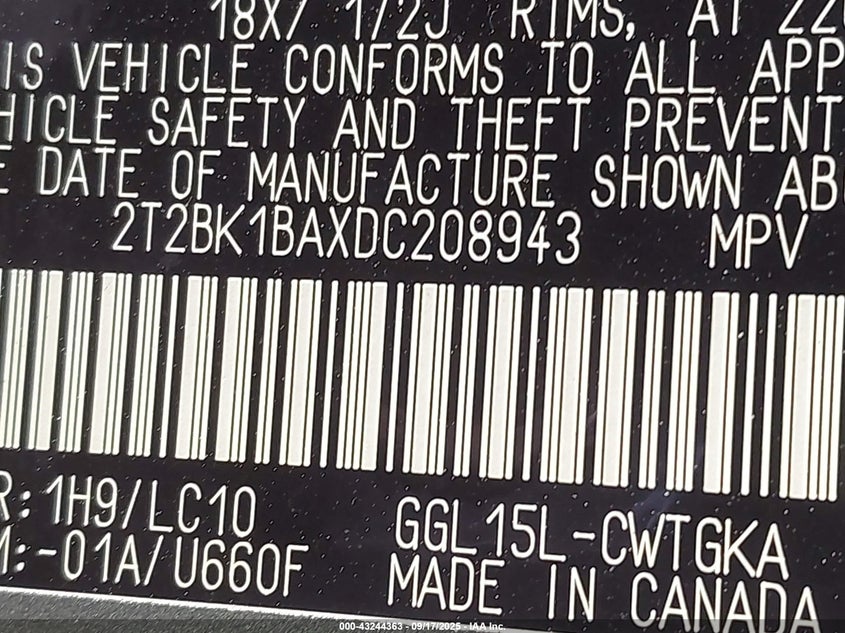 18X7 1/2J RIMS, AT 22
IS VEHICLE CONFORMS TO ALL APP
HICLE SAFETY AND THEFT PREVENT
E DATE OF MANUFACTURE SHOWN AB
2T2BK1BAXDC208943 MPV
R:1H9/LC10 GGL15L-CWTGKA
M:-01A/U660F MADE IN CANADA
000-43244363 - 09/17/2025 - IAA Inc.